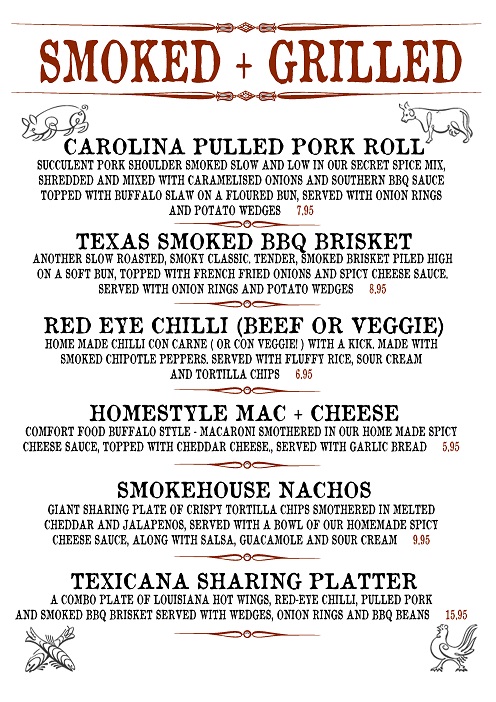 SMOKED + GRILLED
CAROLINA PULLED PORK ROLL
SUCCULENT PORK SHOULDER SMOKED SLOW AND LOW IN OUR SECRET SPICE MIX,
SHREDDED AND MIXED WITH CARAMELISED ONIONS AND SOUTHERN BBQ SAUCE
TOPPED WITH BUFFALO SLAW ON A FLOURED BUN, SERVED WITH ONION RINGS
AND POTATO WEDGES 7.95
TEXAS SMOKED BBQ BRISKET
ANOTHER SLOW ROASTED, SMOKY CLASSIC. TENDER, SMOKED BRISKET PILED HIGH
ON A SOFT BUN, TOPPED WITH FRENCH FRIED ONIONS AND SPICY CHEESE SAUCE.
SERVED WITH ONION RINGS AND POTATO WEDGES 8.95
RED EYE CHILLI (BEEF OR VEGGIE)
HOME MADE CHILLI CON CARNE ( OR CON VEGGIE! ) WITH A KICK. MADE WITH
SMOKED CHIPOTLE PEPPERS. SERVED WITH FLUFFY RICE, SOUR CREAM
AND TORTILLA CHIPS 6.95
HOMESTYLE MAC + CHEESE
COMFORT FOOD BUFFALO STYLE - MACARONI SMOTHERED IN OUR HOME MADE SPICY
CHEESE SAUCE, TOPPED WITH CHEDDAR CHEESE,, SERVED WITH GARLIC BREAD 5.95
SMOKEHOUSE NACHOS
GIANT SHARING PLATE OF CRISPY TORTILLA CHIPS SMOTHERED IN MELTED
CHEDDAR AND JALAPENOS, SERVED WITH A BOWL OF OUR HOMEMADE SPICY
CHEESE SAUCE, ALONG WITH SALSA, GUACAMOLE AND SOUR CREAM 9.95
TEXICANA SHARING PLATTER
A COMBO PLATE OF LOUISIANA HOT WINGS, RED-EYE CHILLI, PULLED PORK
AND SMOKED BBQ BRISKET SERVED WITH WEDGES, ONION RINGS AND BBQ BEANS 15.95